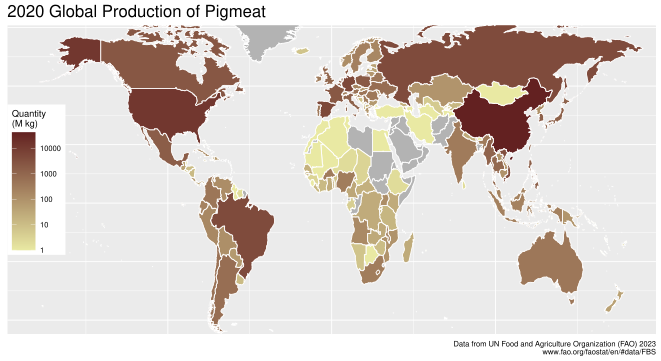 2020 Global Production of Pigmeat
Quantity
(M kg)
10000
1000
100
10
1
Data from UN Food and Agriculture Organization (FAO) 2023
www.fao.org/faostat/en/#data/FBS